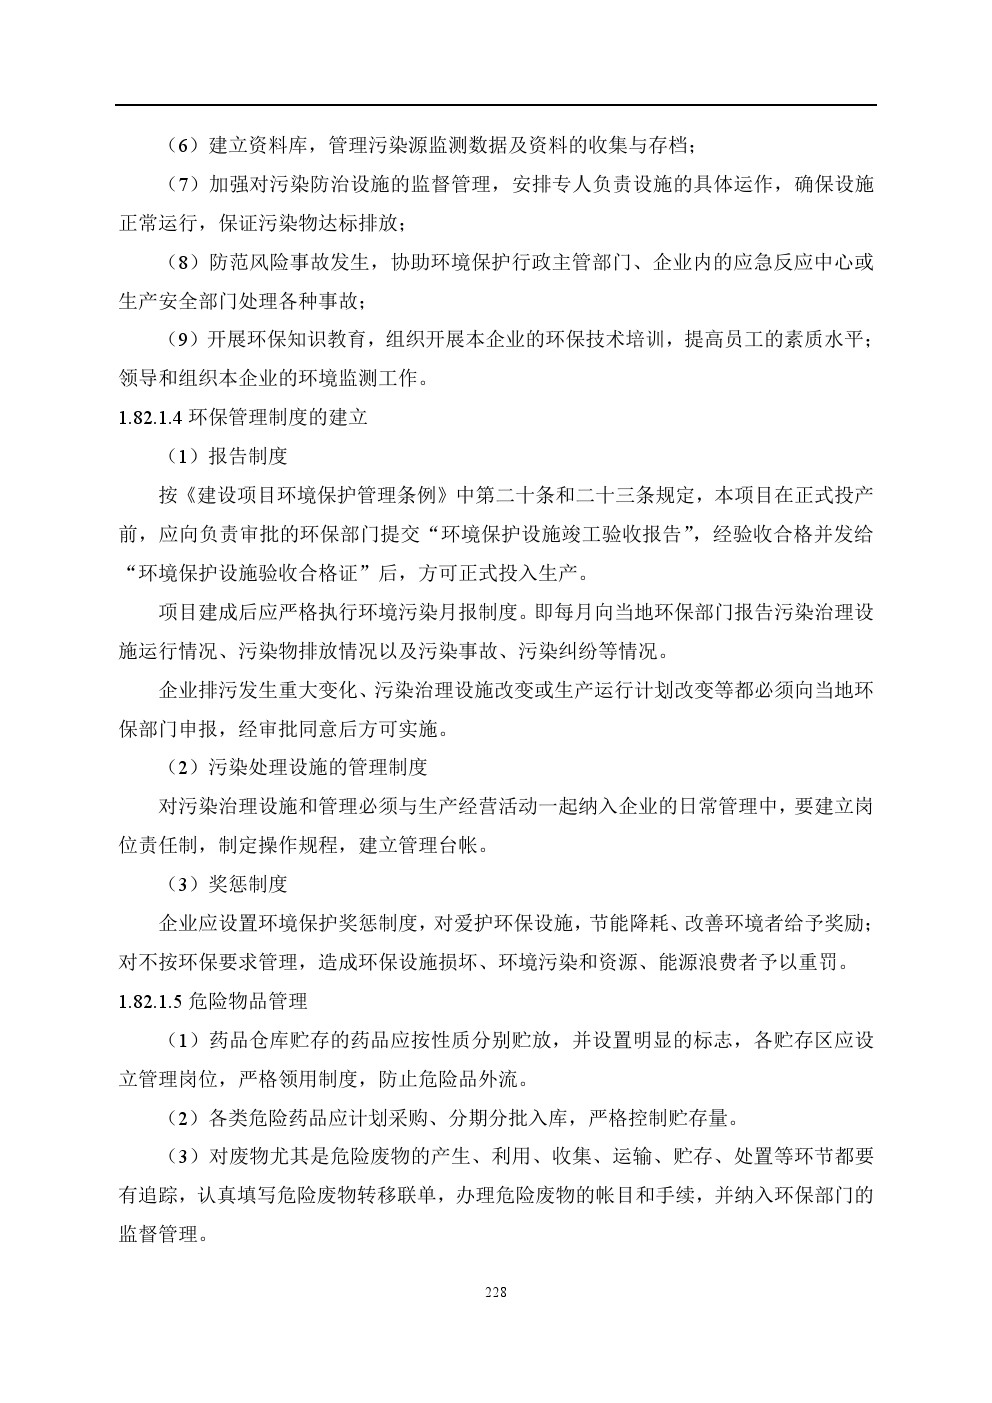 （6）建立资料库，管理污染源监测数据及资料的收集与存档；
（7）加强对污染防治设施的监督管理，安排专人负责设施的具体运作，确保设施
正常运行，保证污染物达标排放；
（8）防范风险事故发生，协助环境保护行政主管部门、企业内的应急反应中心或
生产安全部门处理各种事故；
（9）开展环保知识教育，组织开展本企业的环保技术培训，提高员工的素质水平；
领导和组织本企业的环境监测工作。
1.82.1.4 环保管理制度的建立
（1）报告制度
按《建设项目环境保护管理条例》中第二十条和二十三条规定，本项目在正式投产
前，应向负责审批的环保部门提交“环境保护设施竣工验收报告”，经验收合格并发给
“环境保护设施验收合格证”后，方可正式投入生产。
项目建成后应严格执行环境污染月报制度。即每月向当地环保部门报告污染治理设
施运行情况、污染物排放情况以及污染事故、污染纠纷等情况。
企业排污发生重大变化、污染治理设施改变或生产运行计划改变等都必须向当地环
保部门申报，经审批同意后方可实施。
（2）污染处理设施的管理制度
对污染治理设施和管理必须与生产经营活动一起纳入企业的日常管理中，要建立岗
位责任制，制定操作规程，建立管理台帐。
（3）奖惩制度
企业应设置环境保护奖惩制度，对爱护环保设施，节能降耗、改善环境者给予奖励；
对不按环保要求管理，造成环保设施损坏、环境污染和资源、能源浪费者予以重罚。
1.82.1.5 危险物品管理
（1）药品仓库贮存的药品应按性质分别贮放，并设置明显的标志，各贮存区应设
立管理岗位，严格领用制度，防止危险品外流。
（2）各类危险药品应计划采购、分期分批入库，严格控制贮存量。
（3）对废物尤其是危险废物的产生、利用、收集、运输、贮存、处置等环节都要
有追踪，认真填写危险废物转移联单，办理危险废物的帐目和手续，并纳入环保部门的
监督管理。
228